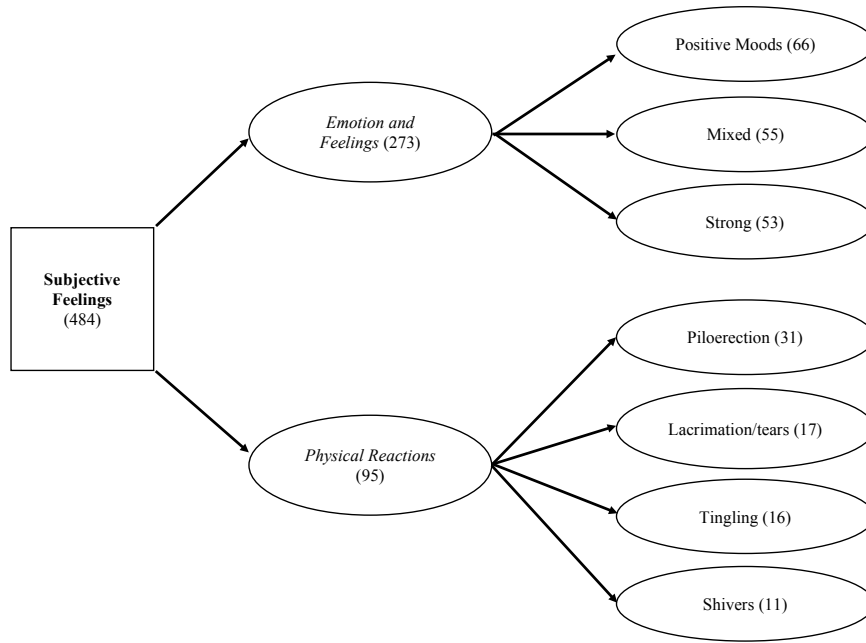 Positive Moods (66)
Emotion and
Feelings (273)
Mixed (55)
Strong (53)
Subjective
Feelings
(484)
Piloerection (31)
Lacrimation/tears (17)
Physical Reactions
(95)
Tingling (16)
Shivers (11)